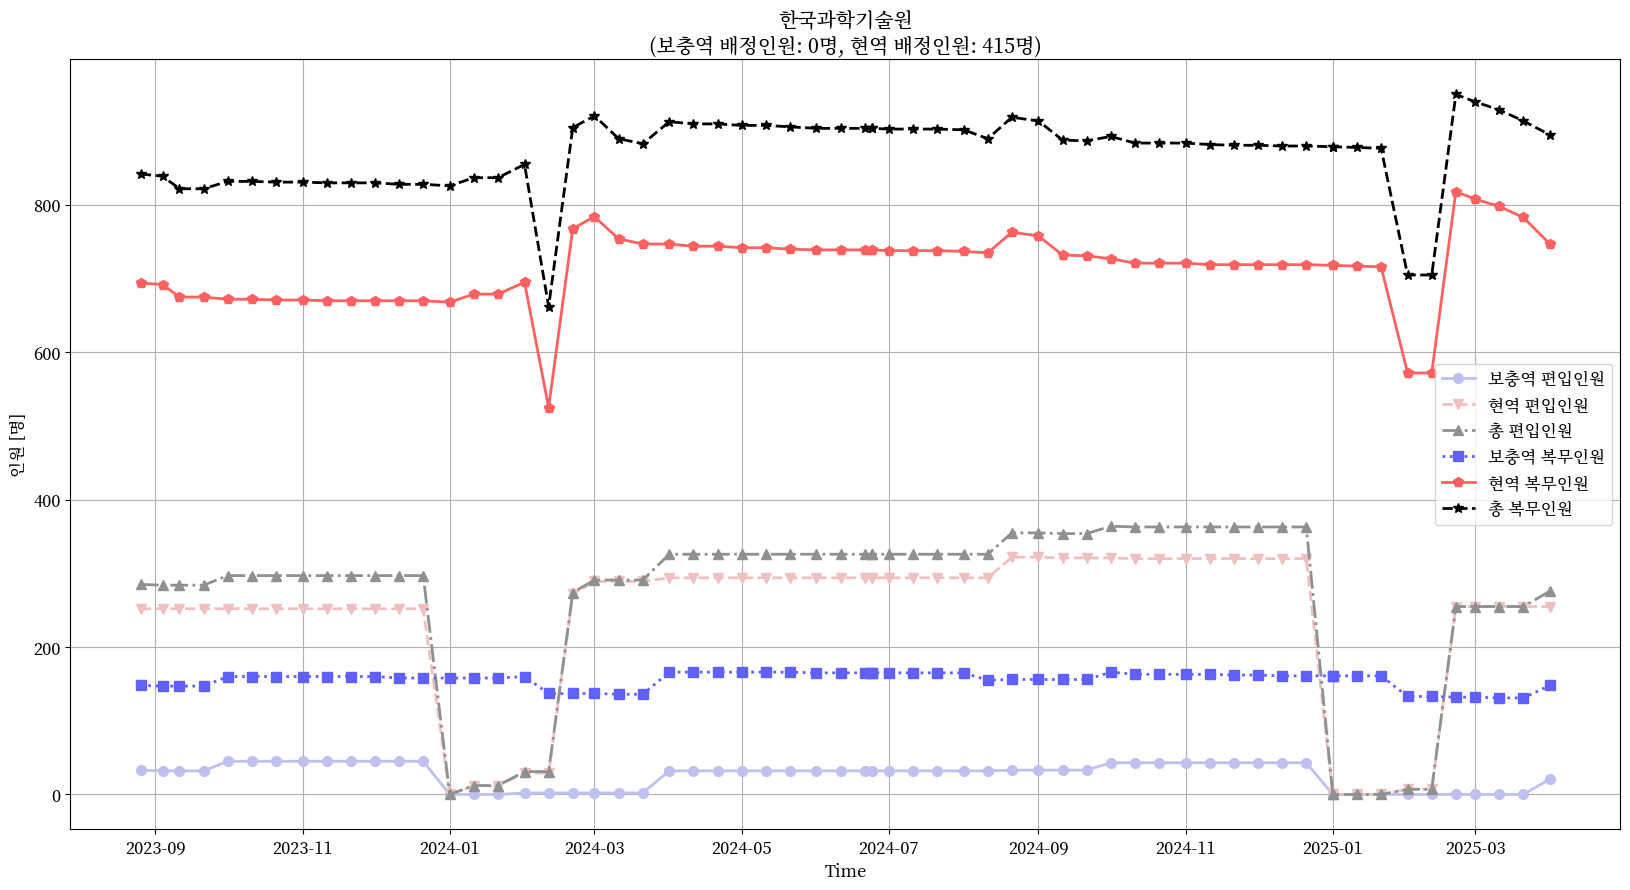 한국과학기술원
(보충역 배정인원: 0명, 현역 배정인원: 415명)
인원 [명]
800
600
400
200
0
보충역 편입인원
현역 편입인원
총 편입인원
보충역 복무인원
현역 복무인원
총 복무인원
2023-09
2023-11
2024-01
2024-03
2024-05
2024-07
2024-09
2024-11
2025-01
2025-03
Time